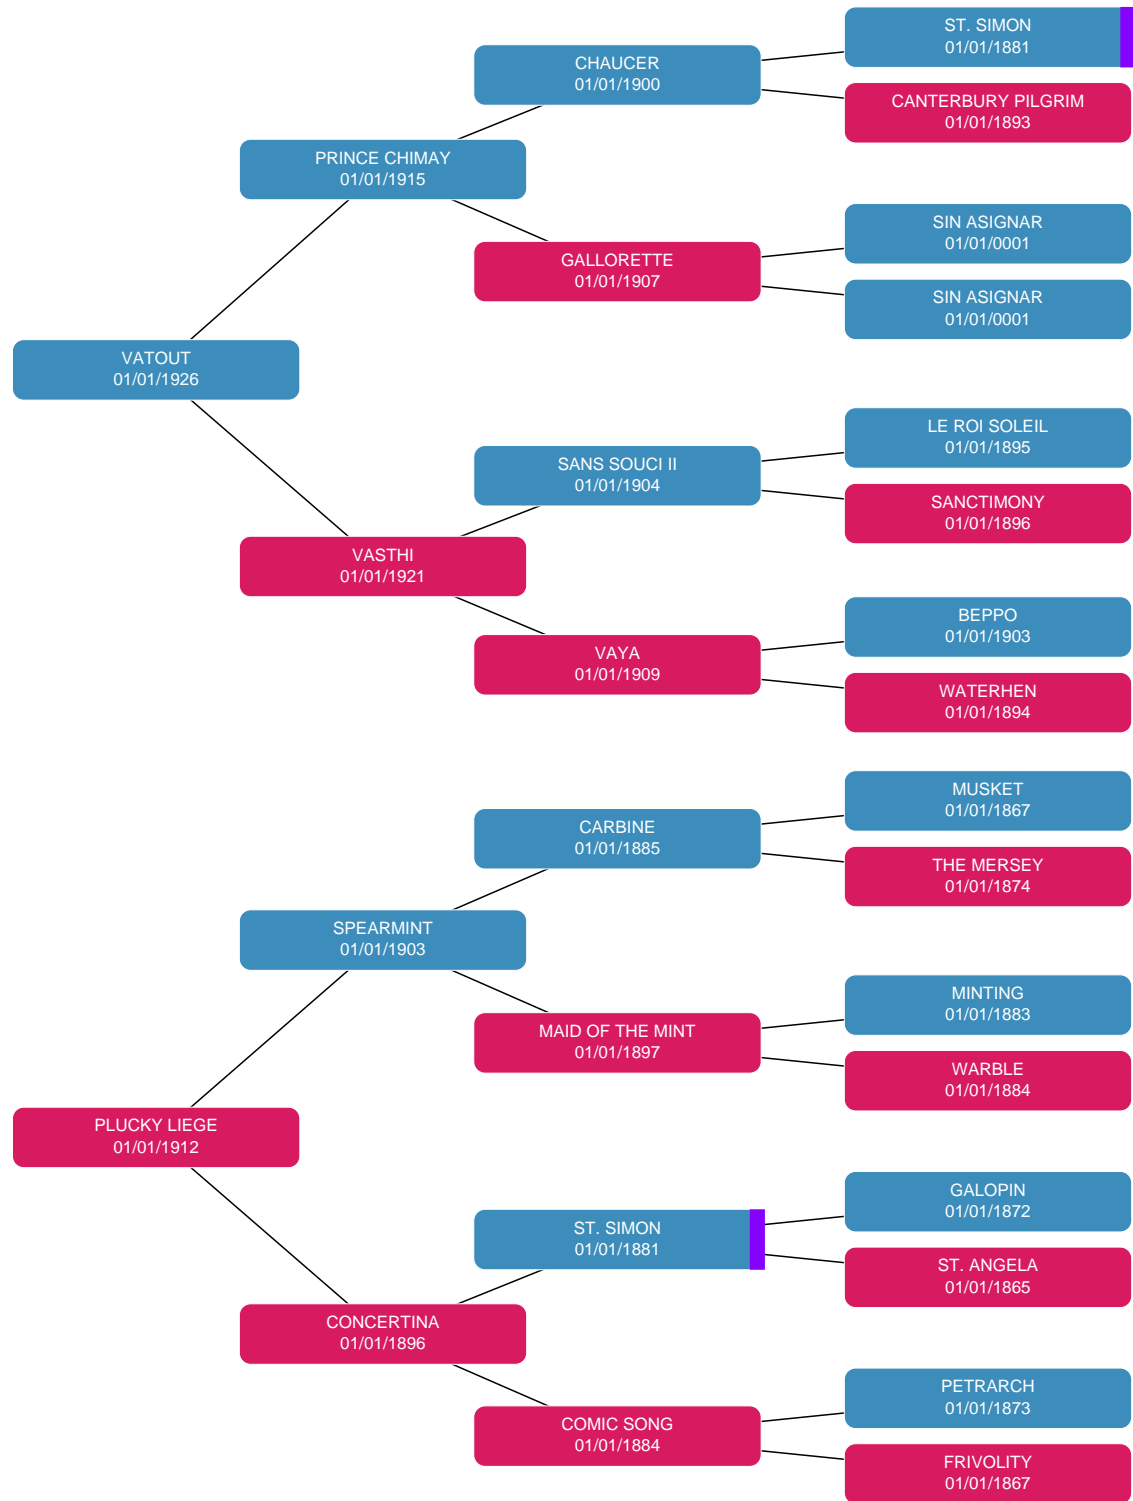 ST. SIMON
01/01/1881
CHAUCER
01/01/1900
CANTERBURY PILGRIM
01/01/1893
PRINCE CHIMAY
01/01/1915
SIN ASIGNAR
01/01/0001
GALLORETTE
01/01/1907
SIN ASIGNAR
01/01/0001
VATOUT
01/01/1926
LE ROI SOLEIL
01/01/1895
SANS SOUCI II
01/01/1904
SANCTIMONY
01/01/1896
VASTHI
01/01/1921
BEPPO
01/01/1903
VAYA
01/01/1909
WATERHEN
01/01/1894
MUSKET
01/01/1867
CARBINE
01/01/1885
THE MERSEY
01/01/1874
SPEARMINT
01/01/1903
MINTING
01/01/1883
MAID OF THE MINT
01/01/1897
WARBLE
01/01/1884
PLUCKY LIEGE
01/01/1912
GALOPIN
01/01/1872
ST. SIMON
01/01/1881
ST. ANGELA
01/01/1865
CONCERTINA
01/01/1896
PETRARCH
01/01/1873
COMIC SONG
01/01/1884
FRIVOLITY
01/01/1867